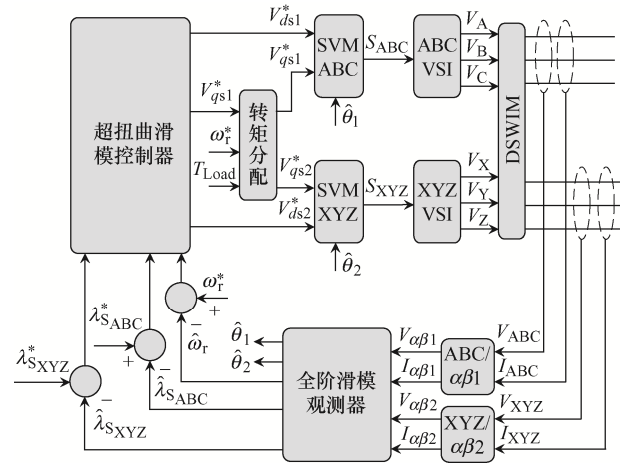 V*ds1
SVM
ABC
SABC
ABC
VSI
VA
VB
VC
V*qs1
V*qs1
θ̂1
超扭曲滑
模控制器
ω*r
TLoad
转矩分配
DSWIM
V*qs2
V*ds2
SVM
XYZ
SXYZ
XYZ
VSI
VX
VY
VZ
θ̂2
ω*r
+
−
ω̂r
λ*SABC
+
−
λ̂SABC
λ*SXYZ
+
−
λ̂SXYZ
θ̂1
θ̂2
全阶滑模
观测器
Vαβ1
Iαβ1
Vαβ2
Iαβ2
ABC/
αβ1
XYZ/
αβ2
VABC
IABC
VXYZ
IXYZ